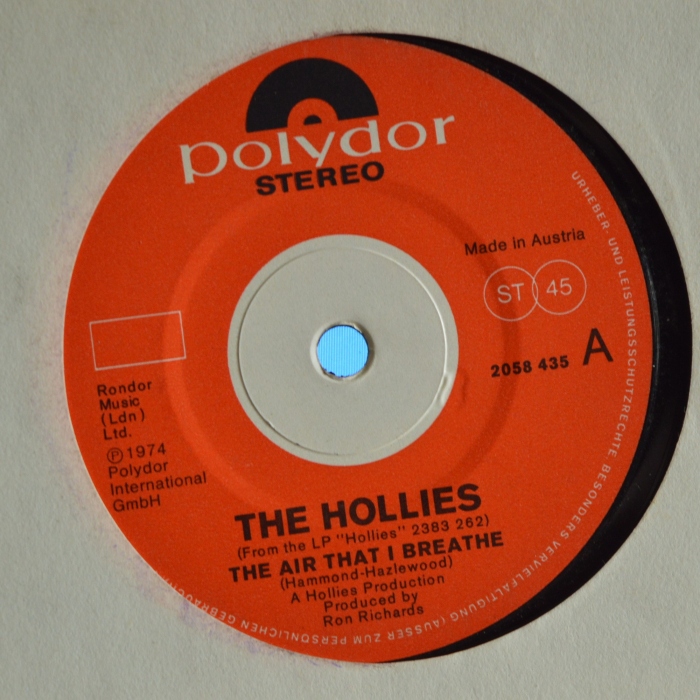 polydor
STEREO
Made in Austria
ST 45
2058 435 A
Rondor
Music
(Ldn)
Ltd.
Ⓟ 1974
Polydor
International
GmbH
THE HOLLIES
(From the LP "Hollies" 2383 262)
THE AIR THAT I BREATHE
(Hammond-Hazlewood)
A Hollies Production
Produced by
Ron Richards
URHEBER- UND LEISTUNGSSCHUTZRECHTE, BESONDERS VERVIELFÄLTIGUNG (AUSSER ZUM PERSÖNLICHEN GEBRAUCH)